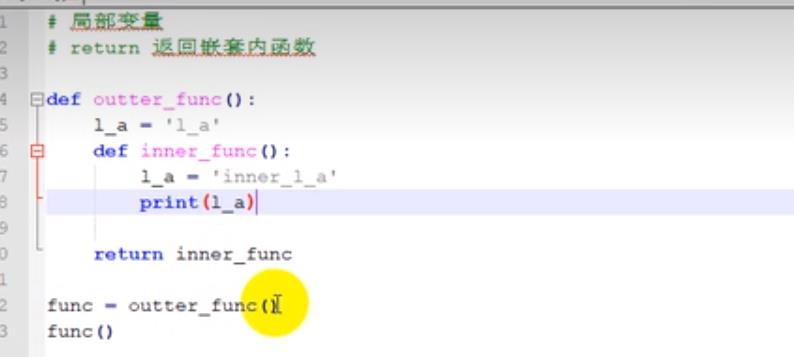 1 # 局部变量
2 # return 返回嵌套内函数
3
4 def outter_func():
5 l_a = 'l_a'
6 def inner_func():
7 l_a = 'inner_l_a'
8 print(l_a)
9
0 return inner_func
1
2 func = outter_func()
3 func()